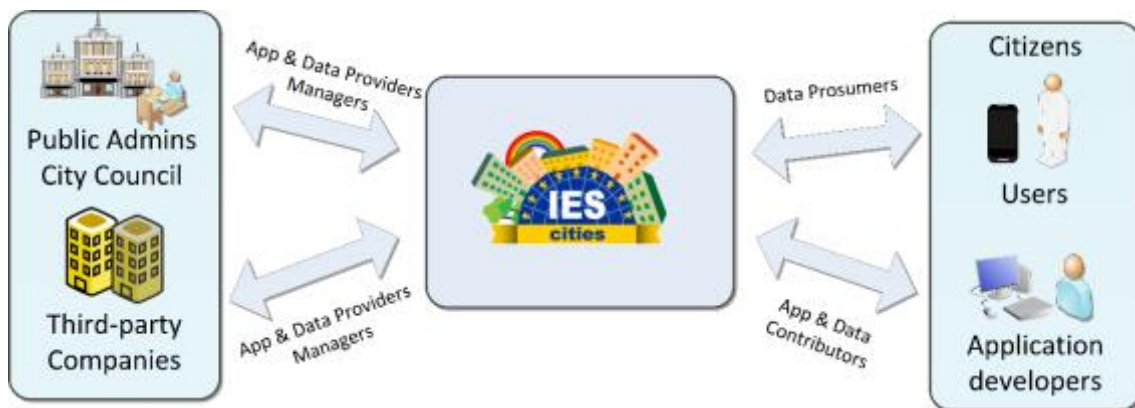 Public Admins
City Council
Third-party
Companies
App & Data Providers
Managers
App & Data Providers
Managers
IES
cities
Data Prosumers
App & Data
Contributors
Citizens
Users
Application
developers